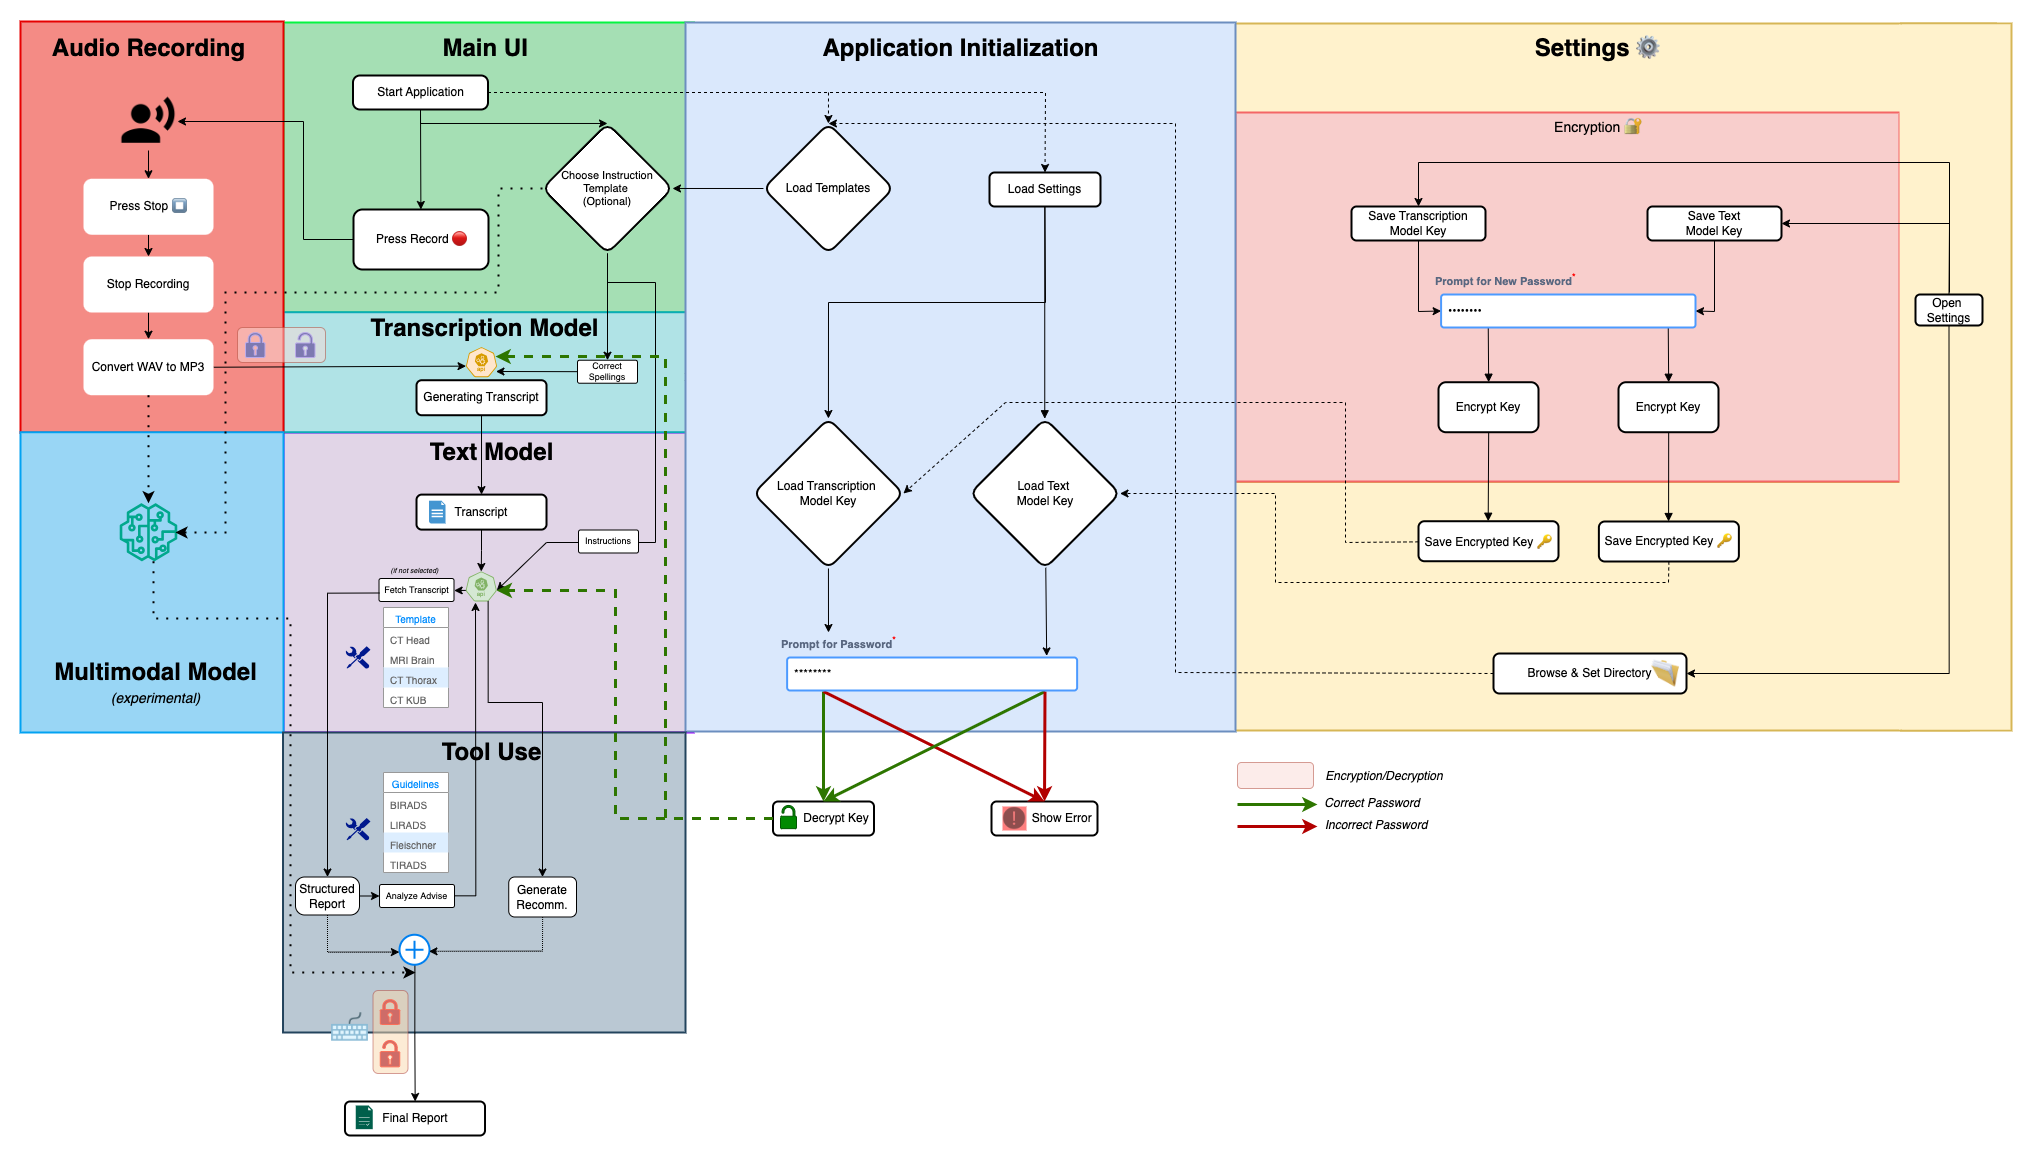 Audio Recording
Press Stop
Stop Recording
Convert WAV to MP3
Main UI
Start Application
Choose Instruction
Template
(Optional)
Press Record
Transcription Model
api
Correct
Spellings
Generating Transcript
Text Model
Transcript
Instructions
(if not selected)
Fetch Transcript
api
Template
CT Head
MRI Brain
CT Thorax
CT KUB
Multimodal Model
(experimental)
Tool Use
Guidelines
BIRADS
LIRADS
Fleischner
TIRADS
Structured
Report
Analyze Advise
Generate
Recomm.
Final Report
Application Initialization
Load Templates
Load Settings
Load Transcription
Model Key
Load Text
Model Key
Prompt for Password*
********
Decrypt Key
Show Error
Settings
Encryption
Save Transcription
Model Key
Save Text
Model Key
Prompt for New Password*
••••••••
Open
Settings
Encrypt Key
Encrypt Key
Save Encrypted Key
Save Encrypted Key
Browse & Set Directory
Encryption/Decryption
Correct Password
Incorrect Password